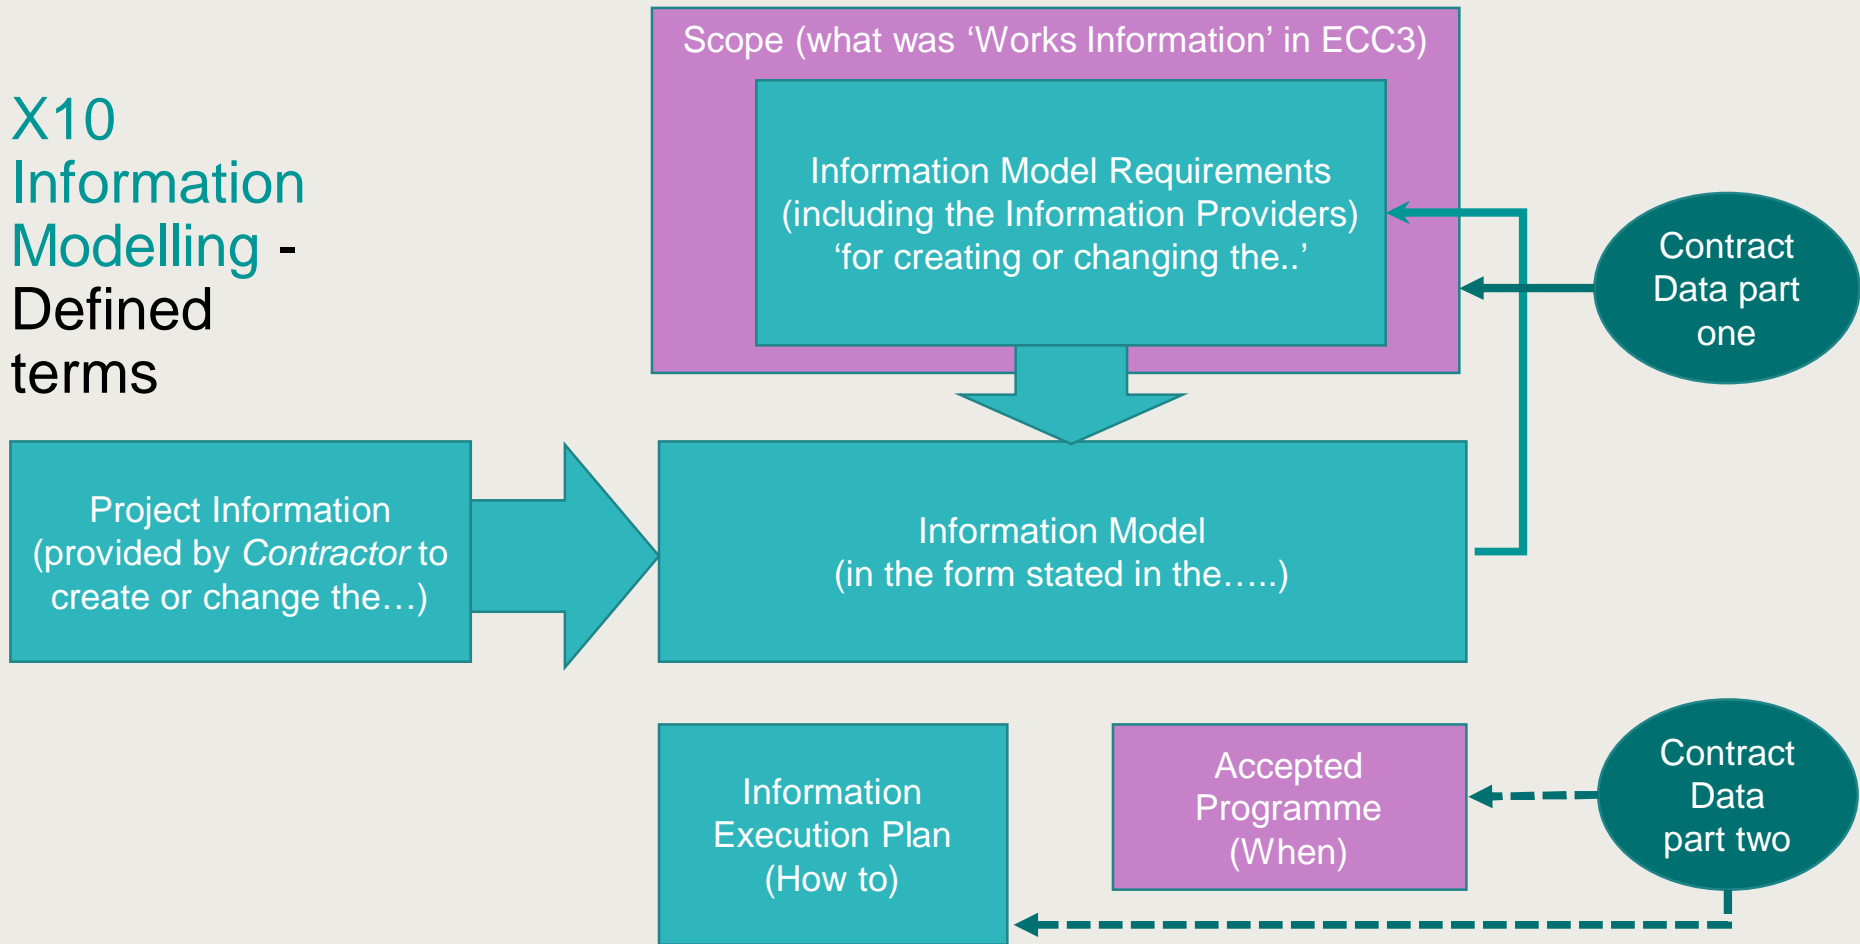 X10
Information
Modelling -
Defined
terms
Scope (what was ‘Works Information’ in ECC3)
Information Model Requirements
(including the Information Providers)
‘for creating or changing the..’
Contract
Data part
one
Project Information
(provided by Contractor to
create or change the…)
Information Model
(in the form stated in the…..)
Information
Execution Plan
(How to)
Accepted
Programme
(When)
Contract
Data
part two